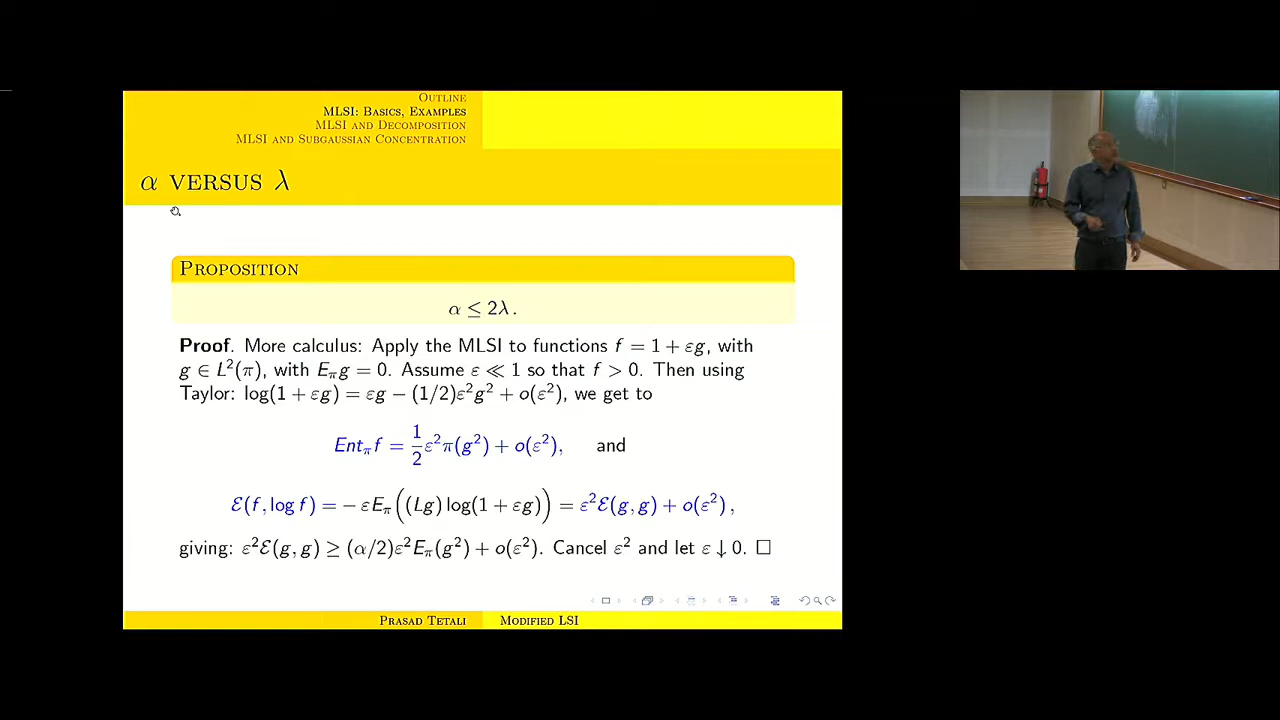 OUTLINE
MLSI: BASICS, EXAMPLES
MLSI AND DECOMPOSITION
MLSI AND SUBGAUSSIAN CONCENTRATION
α VERSUS λ
PROPOSITION
α ≤ 2λ .
Proof. More calculus: Apply the MLSI to functions f = 1 + εg, with
g ∈ L²(π), with E_π g = 0. Assume ε ≪ 1 so that f > 0. Then using
Taylor: log(1 + εg) = εg − (1/2)ε²g² + o(ε²), we get to
Ent_π f = 1/2 ε²π(g²) + o(ε²), and
ℰ(f, log f) = − εE_π((Lg) log(1 + εg)) = ε²ℰ(g, g) + o(ε²) ,
giving: ε²ℰ(g, g) ≥ (α/2)ε²E_π(g²) + o(ε²). Cancel ε² and let ε ↓ 0. □
PRASAD TETALI MODIFIED LSI